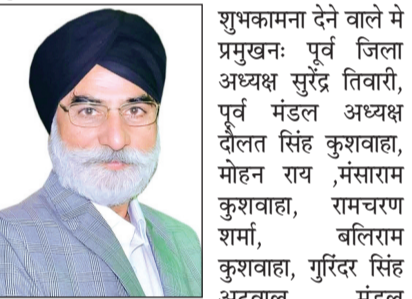 शुभकामना देने वाले मे
प्रमुखनः पूर्व जिला
अध्यक्ष सुरेंद्र तिवारी,
पूर्व मंडल अध्यक्ष
दौलत सिंह कुशवाहा,
मोहन राय ,मंसाराम
कुशवाहा, रामचरण
शर्मा, बलिराम
कुशवाहा, गुरिंदर सिंह